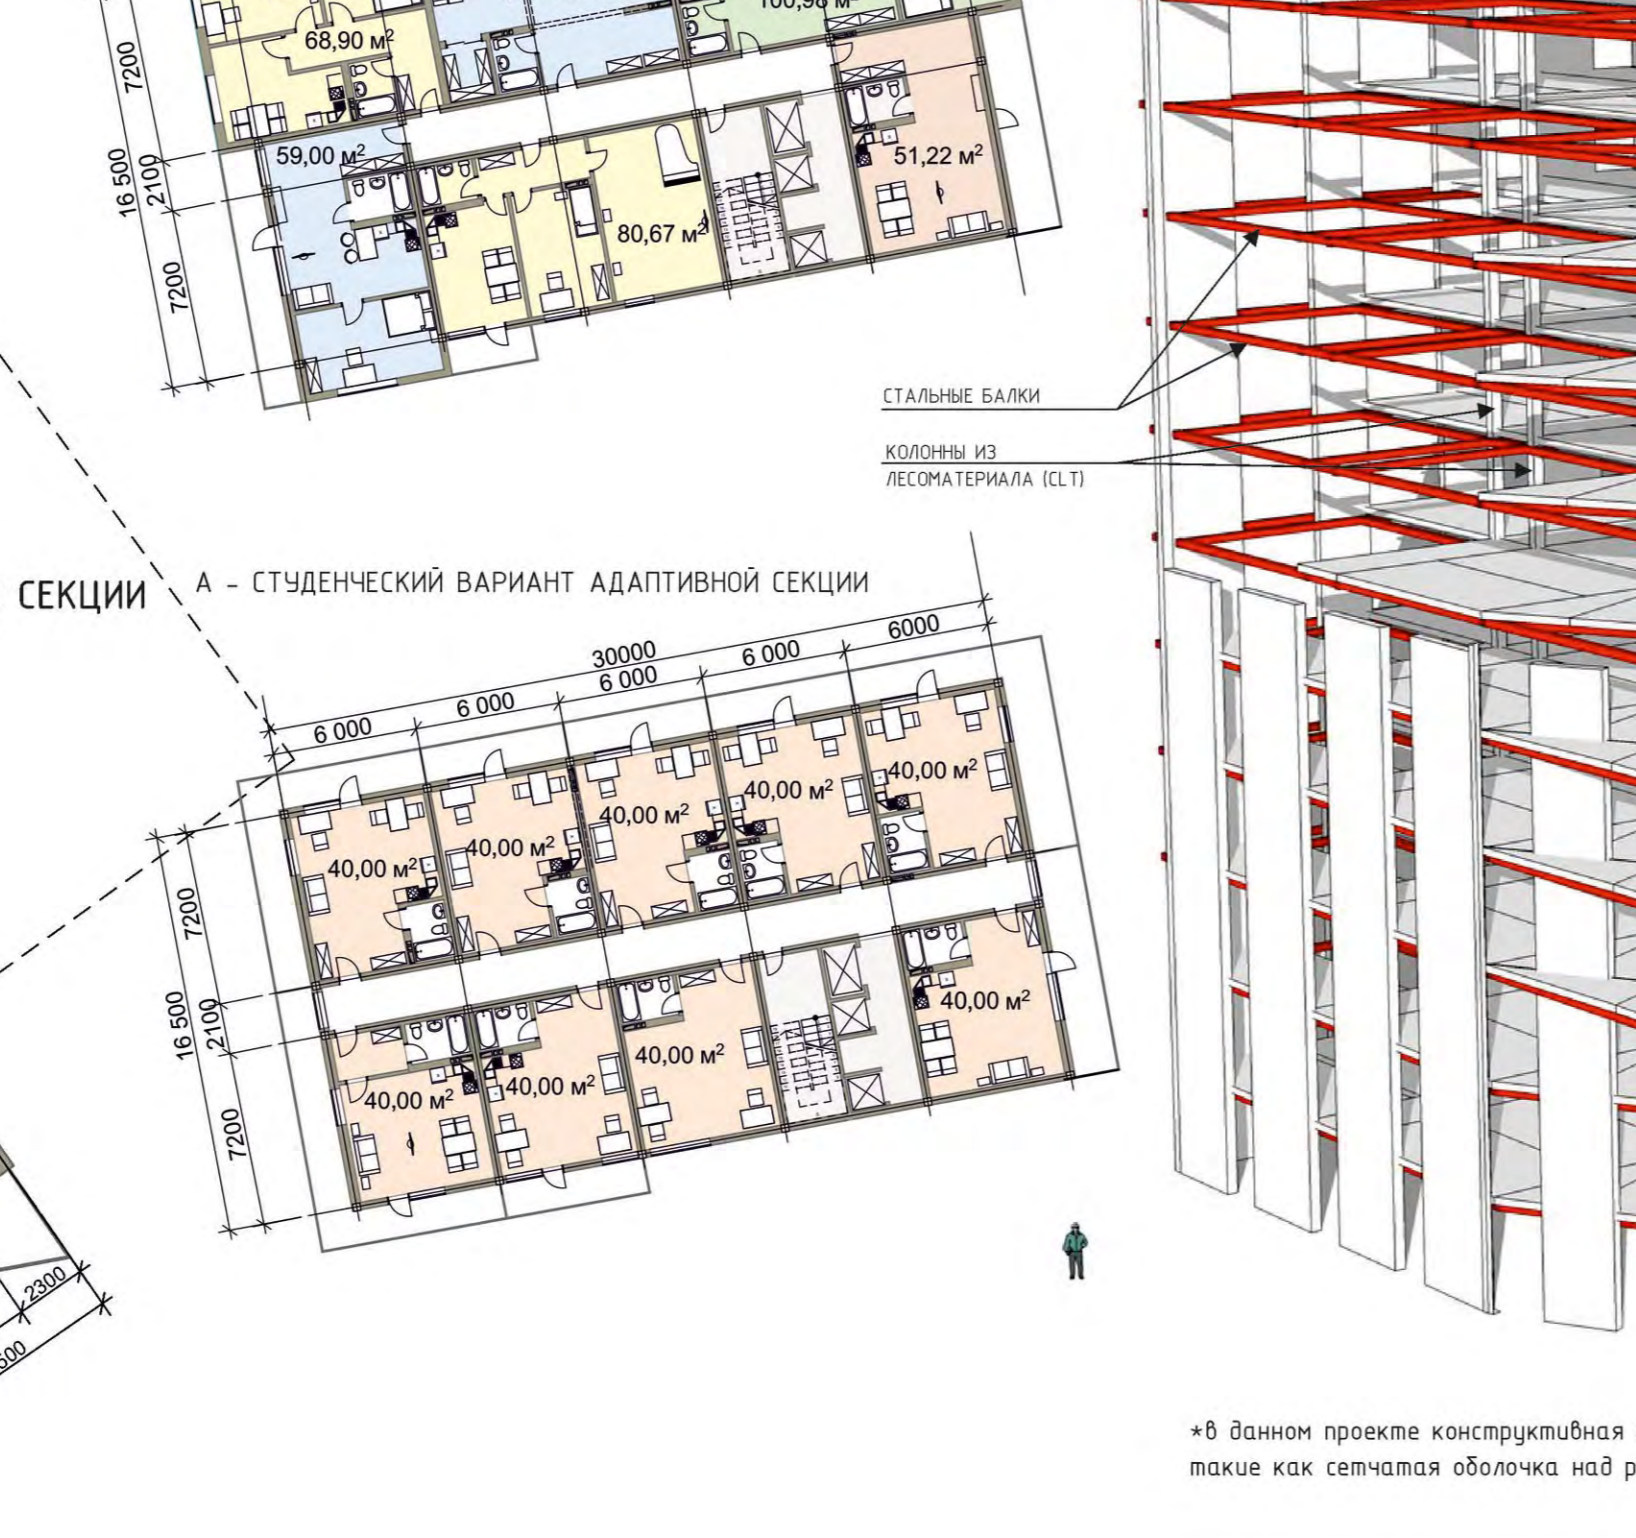 68,90 м²
100,98 м²
7200
59,00 м²
16 500
2100
7200
80,67 м²
51,22 м²
СТАЛЬНЫЕ БАЛКИ
КОЛОННЫ ИЗ
ЛЕСОМАТЕРИАЛА (CLT)
СЕКЦИИ
А - СТУДЕНЧЕСКИЙ ВАРИАНТ АДАПТИВНОЙ СЕКЦИИ
30000
6 000
6 000
6 000
6 000
6000
40,00 м²
40,00 м²
40,00 м²
40,00 м²
40,00 м²
7200
16 500
2100
7200
40,00 м²
40,00 м²
40,00 м²
40,00 м²
2300
500
*в данном проекте конструктивная
такие как сетчатая оболочка над р